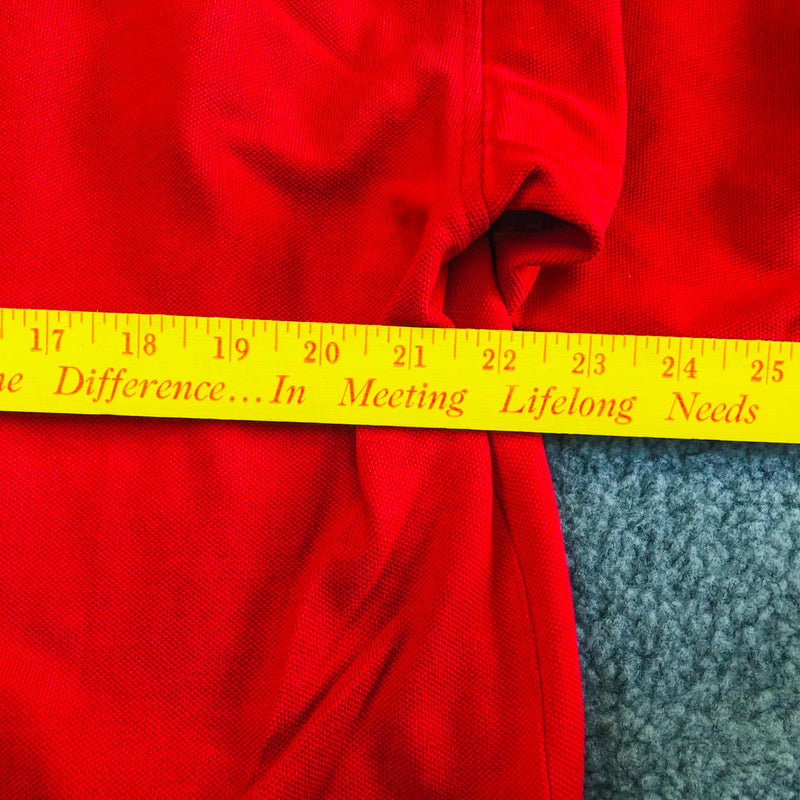 17 18 19 20 21 22 23 24 25
Difference...In Meeting Lifelong Needs